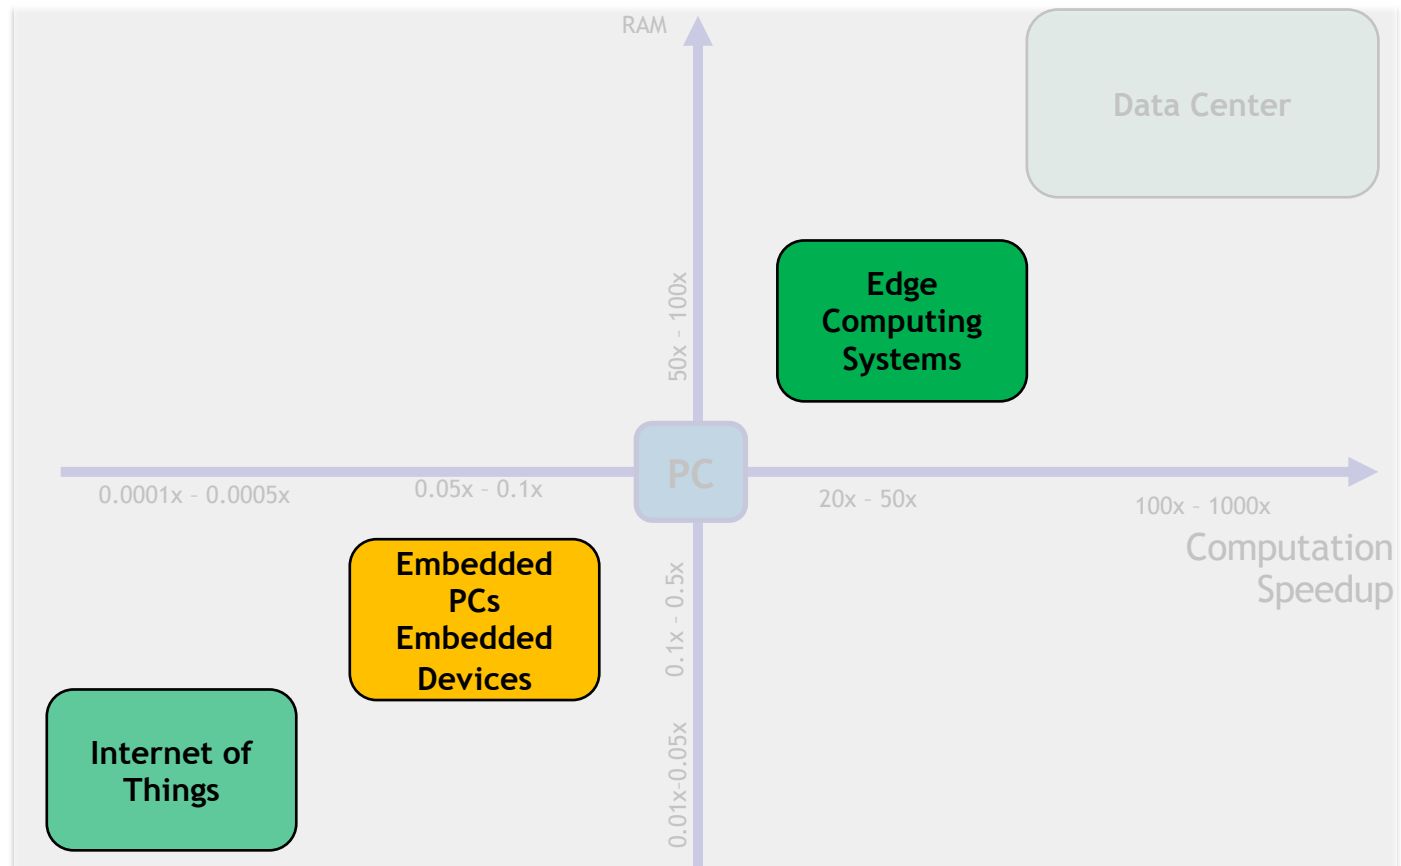 RAM
Data Center
Edge
Computing
Systems
50x – 100x
PC
0.0001x – 0.0005x
0.05x – 0.1x
20x – 50x
100x – 1000x
Computation
Speedup
Embedded
PCs
Embedded
Devices
0.1x – 0.5x
Internet of
Things
0.01x–0.05x